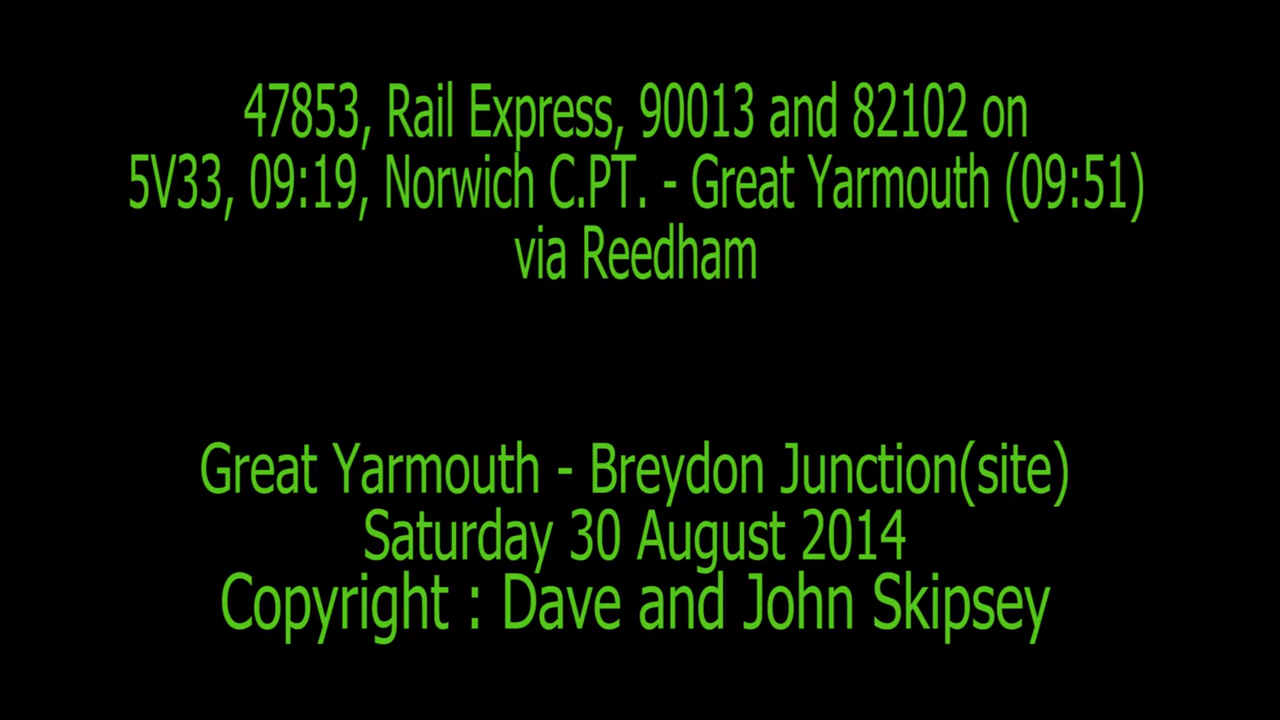 47853, Rail Express, 90013 and 82102 on
5V33, 09:19, Norwich C.PT. - Great Yarmouth (09:51)
via Reedham
Great Yarmouth - Breydon Junction(site)
Saturday 30 August 2014
Copyright : Dave and John Skipsey